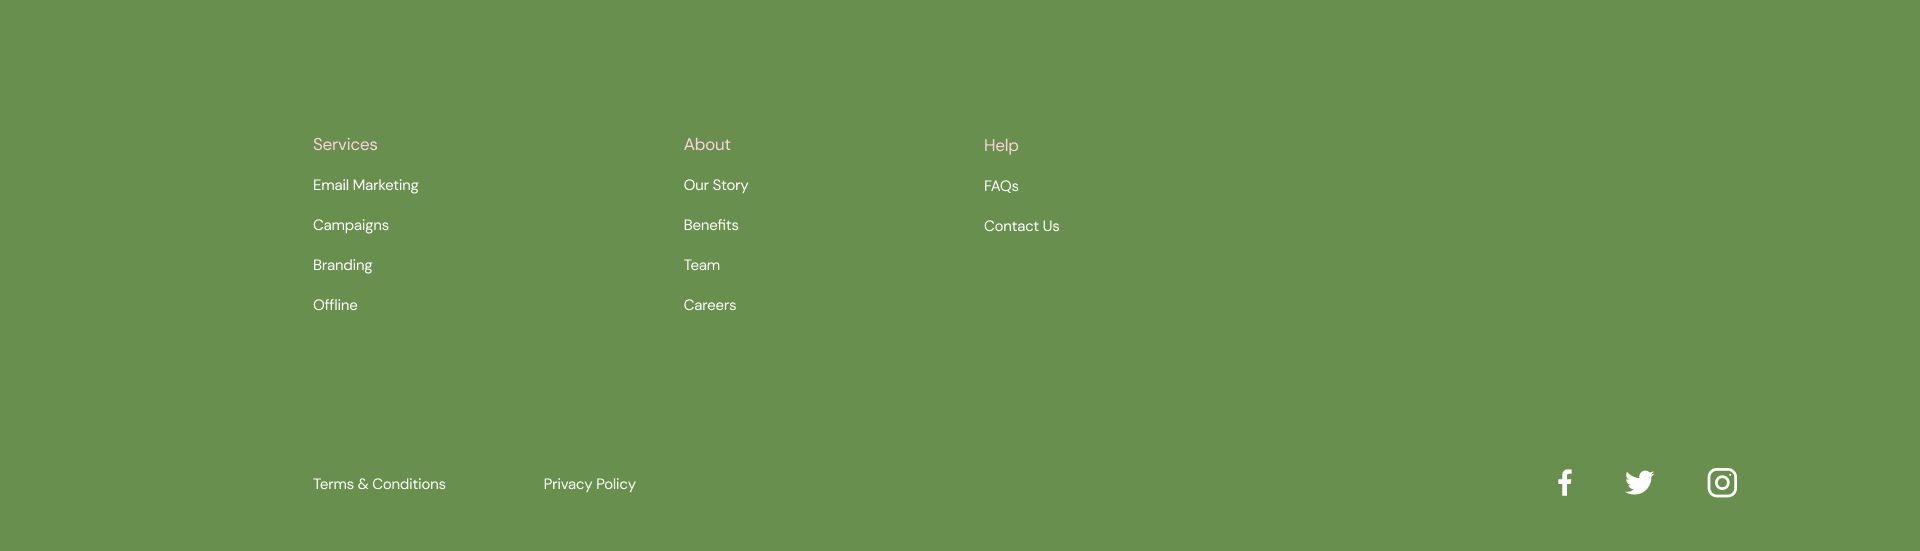 Services
Email Marketing
Campaigns
Branding
Offline
About
Our Story
Benefits
Team
Careers
Help
FAQs
Contact Us
Terms & Conditions
Privacy Policy